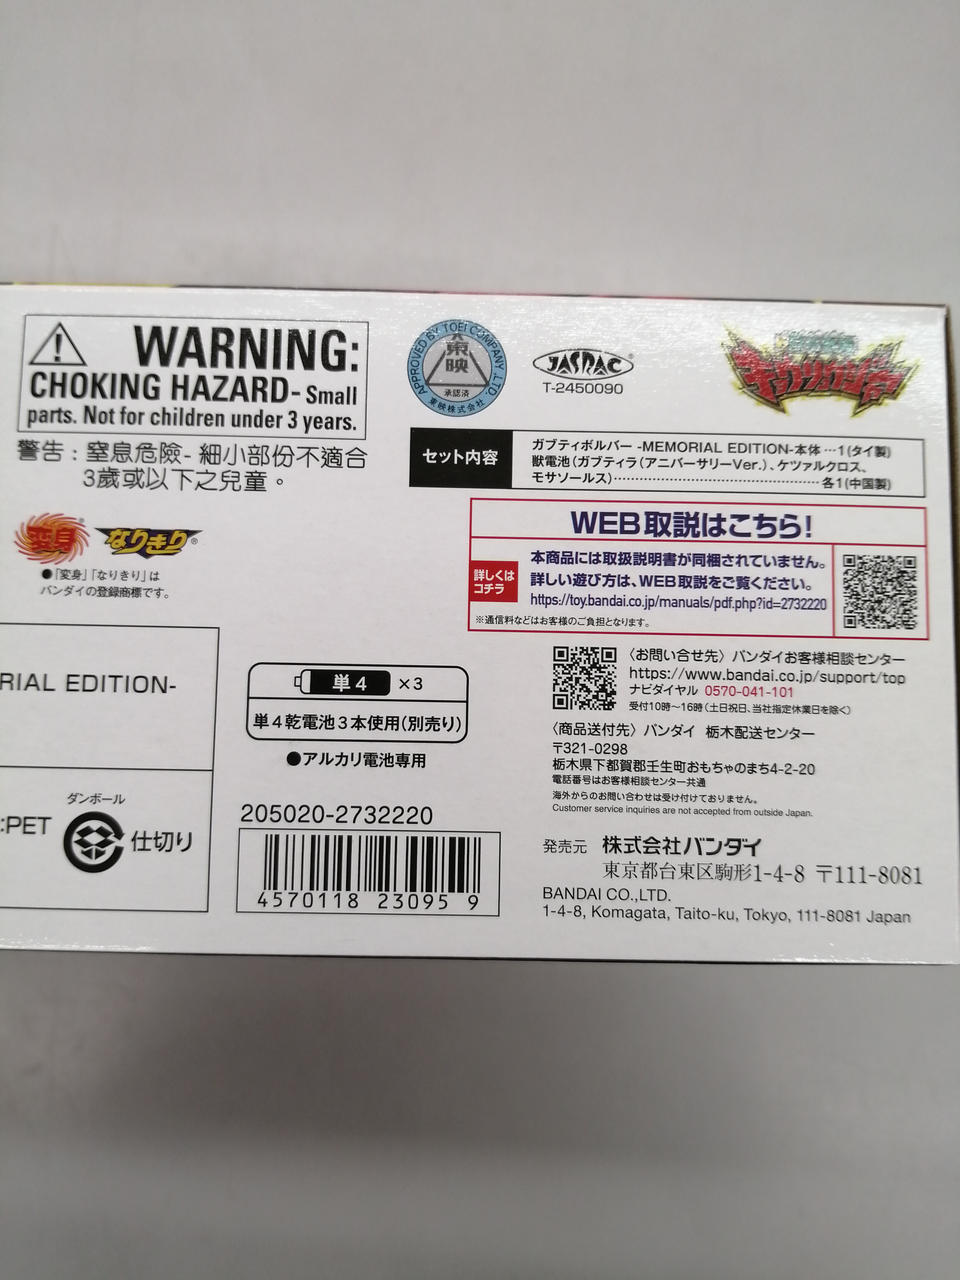 WARNING:
CHOKING HAZARD-Small
parts. Not for children under 3 years.
警告：窒息危險-細小部份不適合
3歲或以下之兒童。
APPROVED BY TOEI COMPANY, LTD.
東映
承認済
東映株式会社
JASRAC®
T-2450090
キョウリュウジャー
セット内容
ガブティボルバー -MEMORIAL EDITION-本体…1(タイ製)
獣電池(ガブティラ(アニバーサリーVer.)、ケツァルクロス、
モサソールス)……各1(中国製)
変身 なりきり®
●「変身」「なりきり」は
バンダイの登録商標です。
WEB取説はこちら!
詳しくは
コチラ
本商品には取扱説明書が同梱されていません。
詳しい遊び方は、WEB取説をご覧ください。
https://toy.bandai.co.jp/manuals/pdf.php?id=2732220
※通信料などはお客様のご負担となります。
RIAL EDITION-
単4 ×3
単4乾電池3本使用(別売り)
●アルカリ電池専用
〈お問い合せ先〉バンダイお客様相談センター
https://www.bandai.co.jp/support/top
ナビダイヤル 0570-041-101
受付10時〜16時(土日祝日、当社指定休業日を除く)
〈商品送付先〉バンダイ 栃木配送センター
〒321-0298
栃木県下都賀郡壬生町おもちゃのまち4-2-20
電話番号はお客様相談センター共通
海外からのお問い合わせは受け付けておりません。
Customer service inquiries are not accepted from outside Japan.
ダンボール
:PET
仕切り
205020-2732220
4570118 23095 9
発売元 株式会社バンダイ
東京都台東区駒形1-4-8 〒111-8081
BANDAI CO.,LTD.
1-4-8, Komagata, Taito-ku, Tokyo, 111-8081 Japan